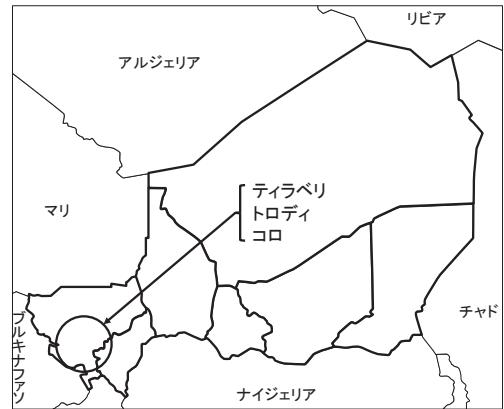 リビア
アルジェリア
マリ
ティラベリ
トロディ
コロ
チャド
ブルキナファソ
ナイジェリア